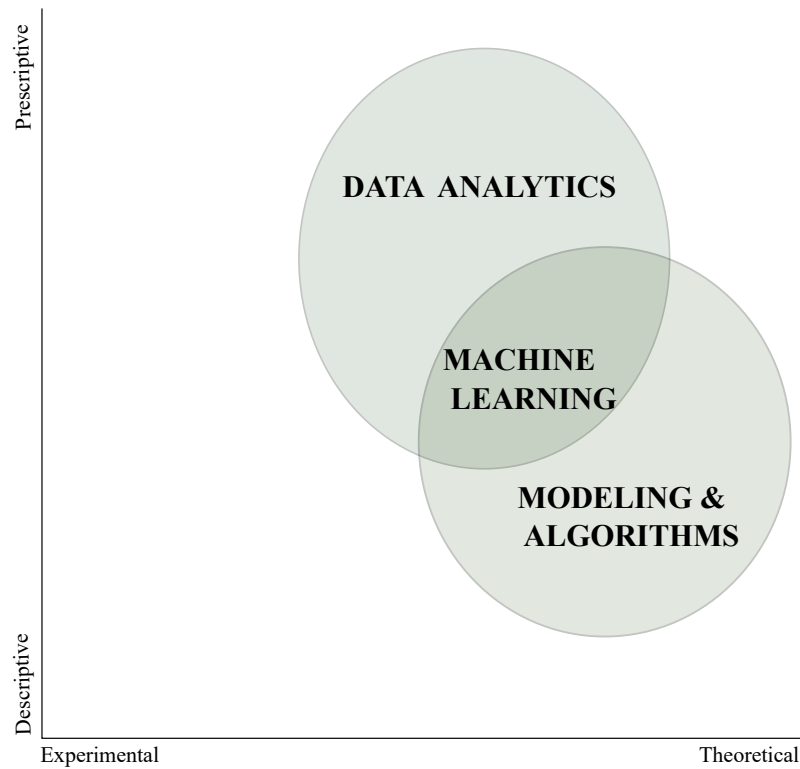 Prescriptive
DATA ANALYTICS
MACHINE
LEARNING
MODELING &
ALGORITHMS
Descriptive
Experimental
Theoretical